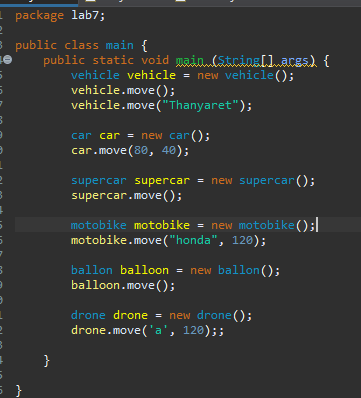 package lab7;
public class main {
public static void main (String[] args) {
vehicle vehicle = new vehicle();
vehicle.move();
vehicle.move("Thanyaret");
car car = new car();
car.move(80, 40);
supercar supercar = new supercar();
supercar.move();
motobike motobike = new motobike();
motobike.move("honda", 120);
ballon balloon = new ballon();
balloon.move();
drone drone = new drone();
drone.move('a', 120);;
}
}